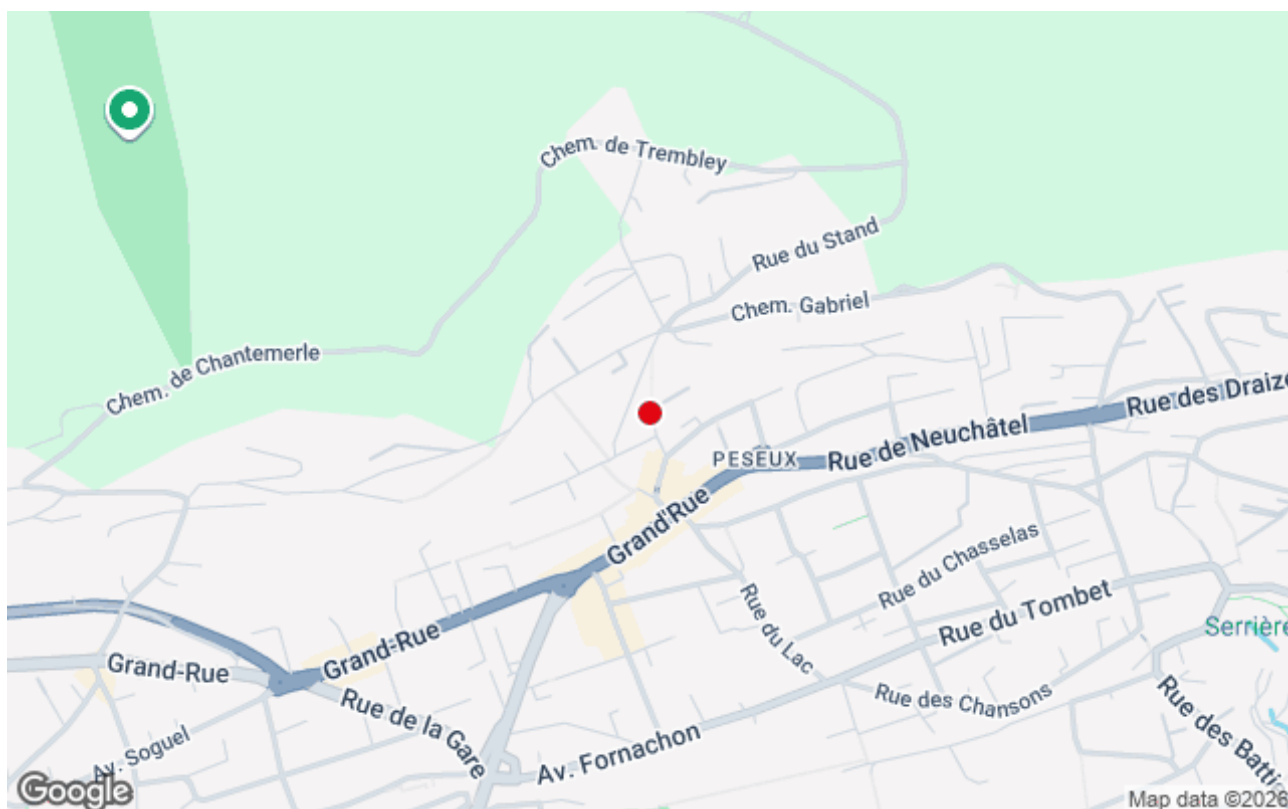 Chem. de Trembley
Rue du Stand
Chem. Gabriel
Chem. de Chantemerle
Rue des Draize
PESEUX
Rue de Neuchâtel
Grand'Rue
Rue du Chasselas
Rue du Tombet
Rue du Lac
Serrière
Grand-Rue
Grand-Rue
Rue des Chansons
Rue de la Gare
Rue des Batti
Av. Soguel
Av. Fornachon
Google
Map data ©2026